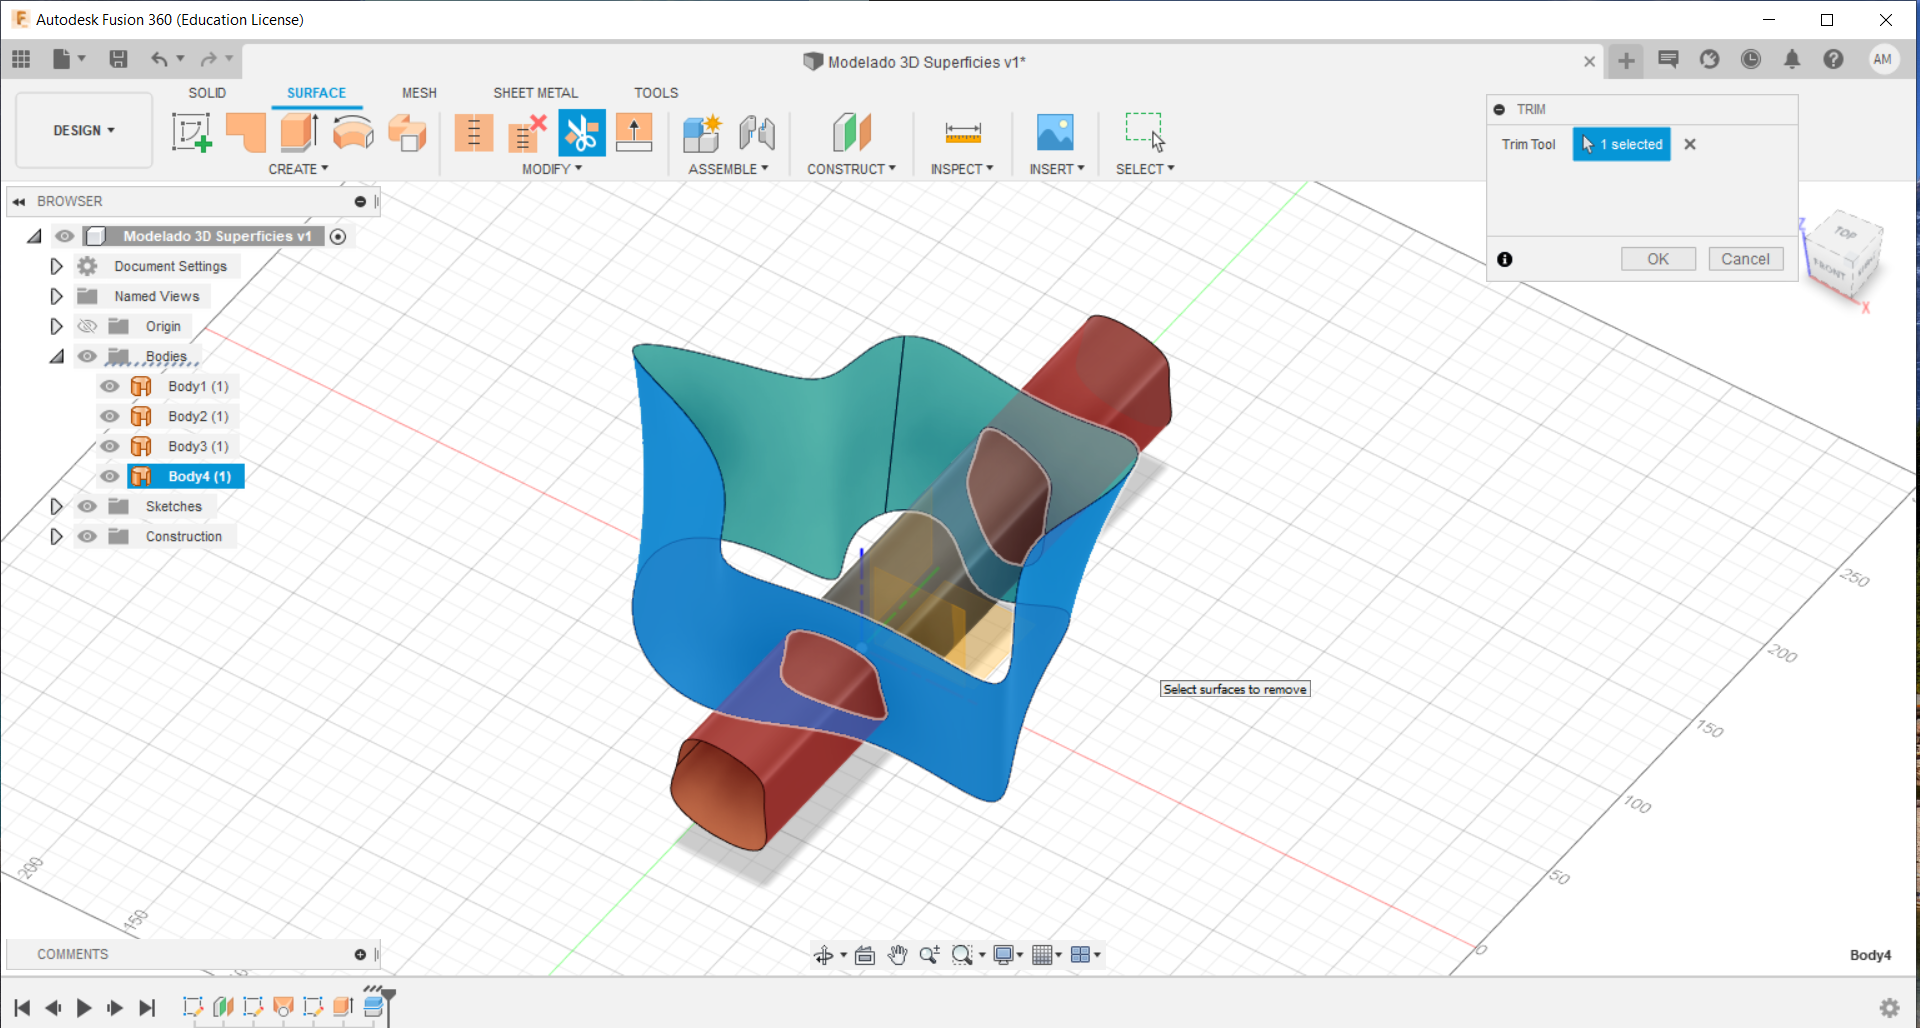 Autodesk Fusion 360 (Education License)
Modelado 3D Superficies v1*
AM
SOLID
SURFACE
MESH
SHEET METAL
TOOLS
DESIGN
CREATE
MODIFY
ASSEMBLE
CONSTRUCT
INSPECT
INSERT
SELECT
TRIM
Trim Tool
1 selected
OK
Cancel
BROWSER
Modelado 3D Superficies v1
Document Settings
Named Views
Origin
Bodies
Body1 (1)
Body2 (1)
Body3 (1)
Body4 (1)
Sketches
Construction
TOP
FRONT
Z
X
250
200
150
100
50
0
200
150
Select surfaces to remove
COMMENTS
Body4